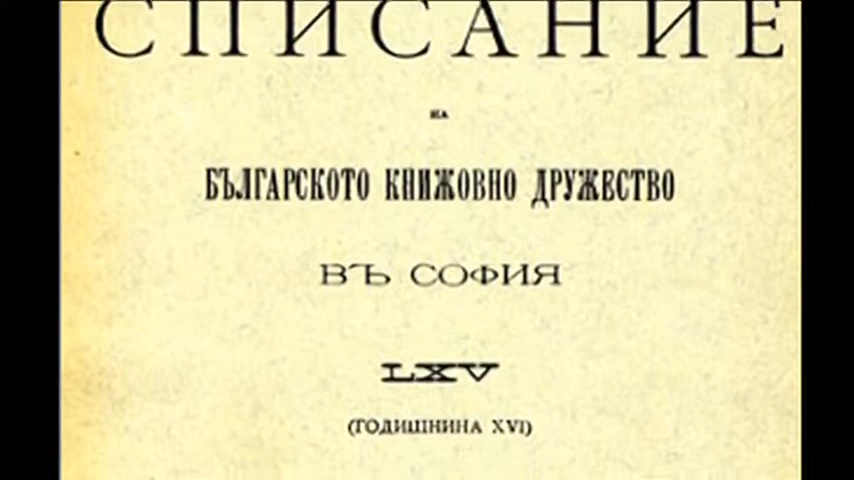 СПИСАНИЕ
НА
БЪЛГАРСКОТО КНИЖОВНО ДРУЖЕСТВО
ВЪ СОФИЯ
LXV
(ГОДИШНИНА XVI)